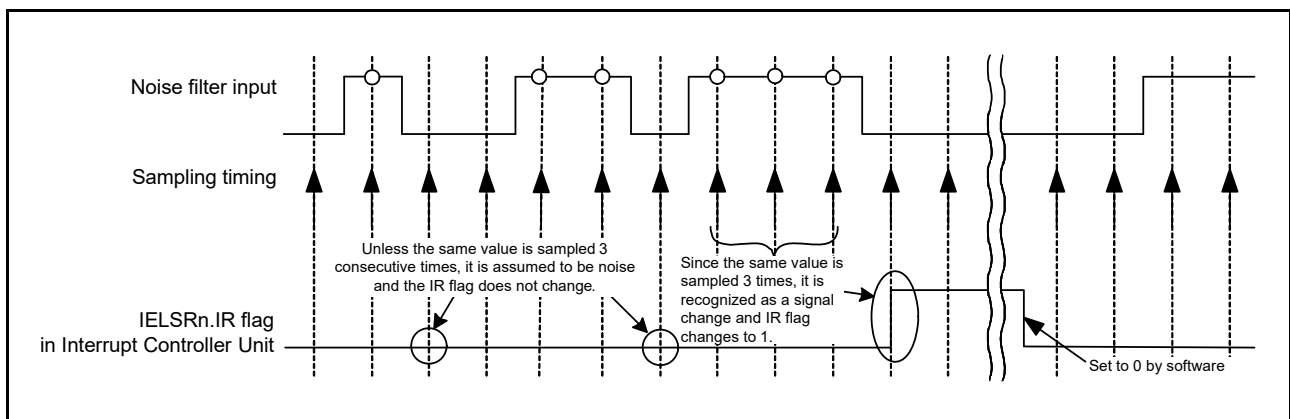 Noise filter input
Sampling timing
Unless the same value is sampled 3
consecutive times, it is assumed to be noise
and the IR flag does not change.
Since the same value is
sampled 3 times, it is
recognized as a signal
change and IR flag
changes to 1.
IELSRn.IR flag
in Interrupt Controller Unit
Set to 0 by software